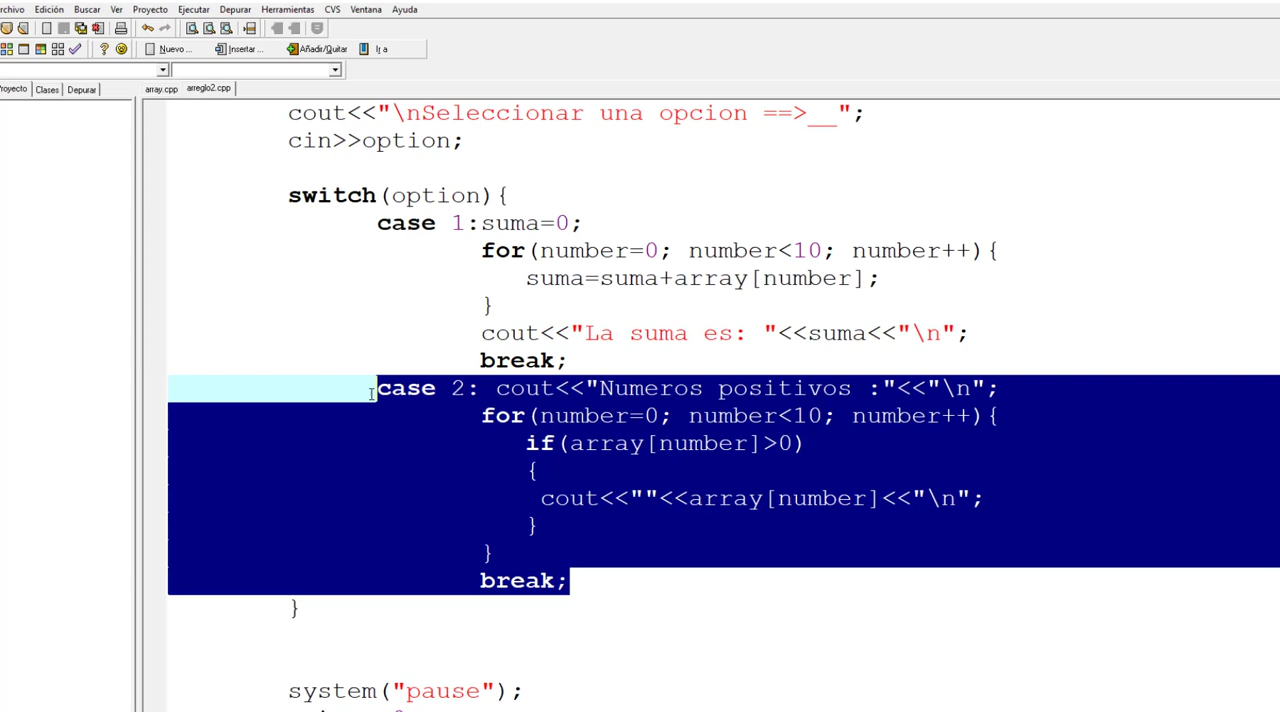 rchivo Edición Buscar Ver Proyecto Ejecutar Depurar Herramientas CVS Ventana Ayuda
Nuevo... Insertar... Añadir/Quitar Ir a
royecto Clases Depurar array.cpp arreglo2.cpp
cout<<"\nSeleccionar una opcion ==>__";
cin>>option;
switch(option){
case 1:suma=0;
for(number=0; number<10; number++){
suma=suma+array[number];
}
cout<<"La suma es: "<<suma<<"\n";
break;
case 2: cout<<"Numeros positivos :"<<"\n";
for(number=0; number<10; number++){
if(array[number]>0)
{
cout<<""<<array[number]<<"\n";
}
}
break;
}
system("pause");